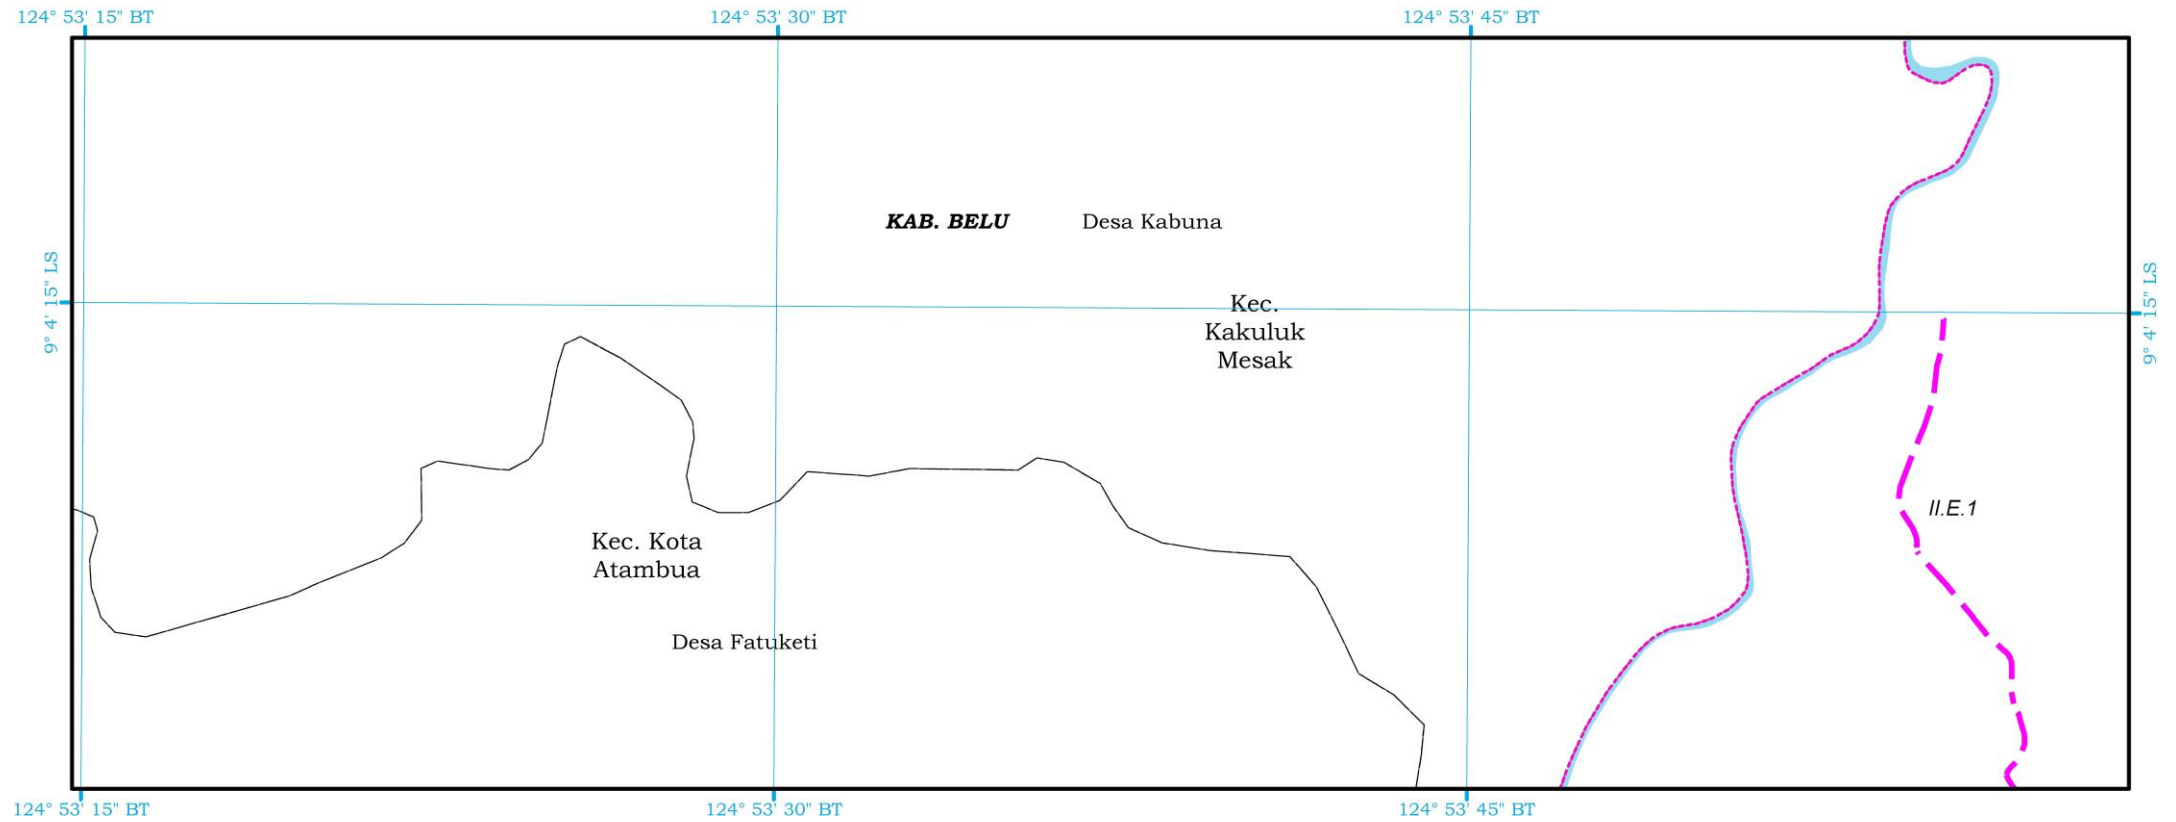 124° 53' 15" BT
124° 53' 30" BT
124° 53' 45" BT
KAB. BELU
Desa Kabuna
9° 4' 15" LS
9° 4' 15" LS
Kec.
Kakuluk
Mesak
II.E.1
Kec. Kota
Atambua
Desa Fatuketi
124° 53' 15" BT
124° 53' 30" BT
124° 53' 45" BT